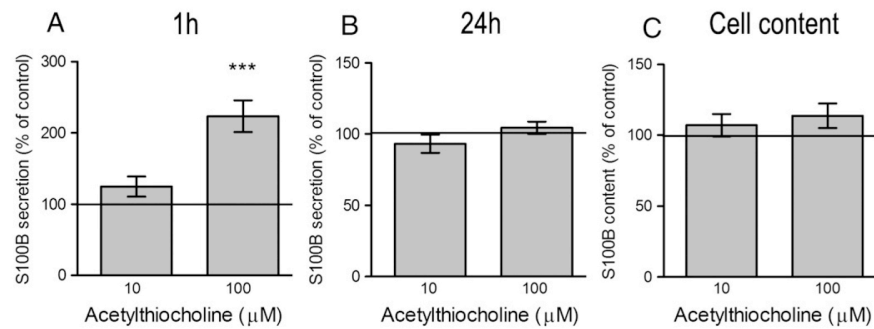 A
1h
S100B secretion (% of control)
300
200
100
0
***
10
100
Acetylthiocholine (μM)
B
24h
S100B secretion (% of control)
150
100
50
0
10
100
Acetylthiocholine (μM)
C
Cell content
S100B content (% of control)
150
100
50
0
10
100
Acetylthiocholine (μM)